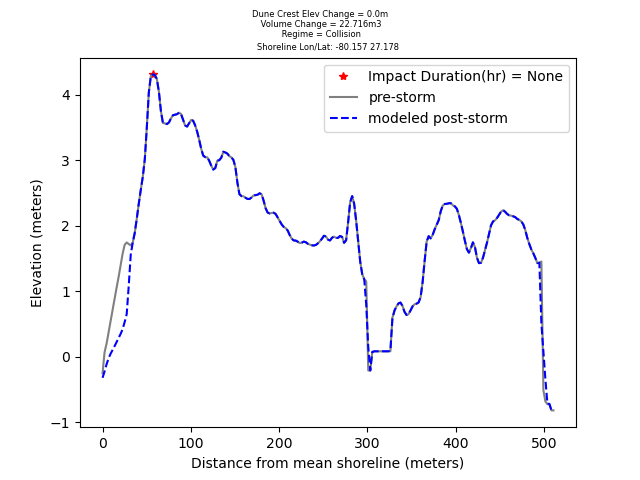 Dune Crest Elev Change = 0.0m
Volume Change = 22.716m3
Regime = Collision
Shoreline Lon/Lat: -80.157 27.178
Impact Duration(hr) = None
pre-storm
modeled post-storm
Elevation (meters)
4
3
2
1
0
−1
0 100 200 300 400 500
Distance from mean shoreline (meters)